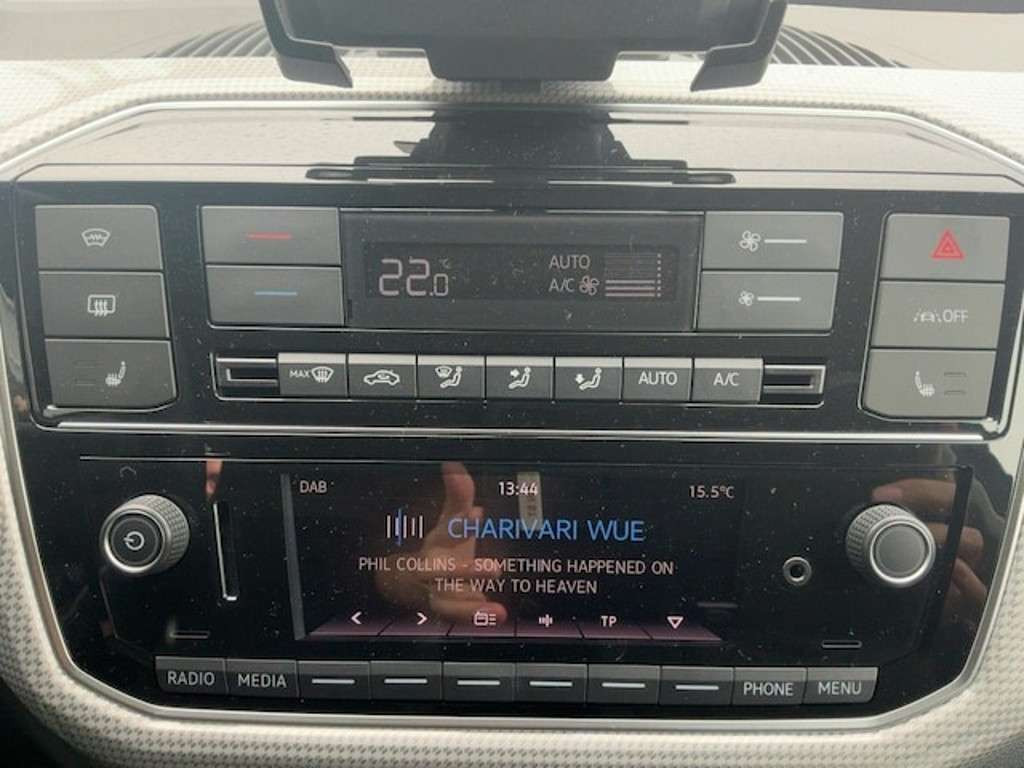 22.0 °C
AUTO
A/C
OFF
MAX
AUTO
A/C
DAB
13:44
15.5°C
CHARIVARI WUE
PHIL COLLINS - SOMETHING HAPPENED ON
THE WAY TO HEAVEN
TP
RADIO
MEDIA
PHONE
MENU